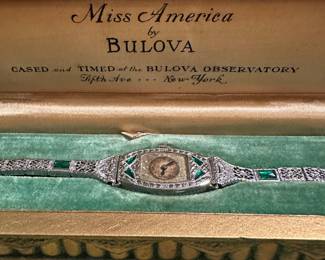 Miss America
by
BULOVA
CASED and TIMED at the BULOVA OBSERVATORY
Fifth Ave · · · New York